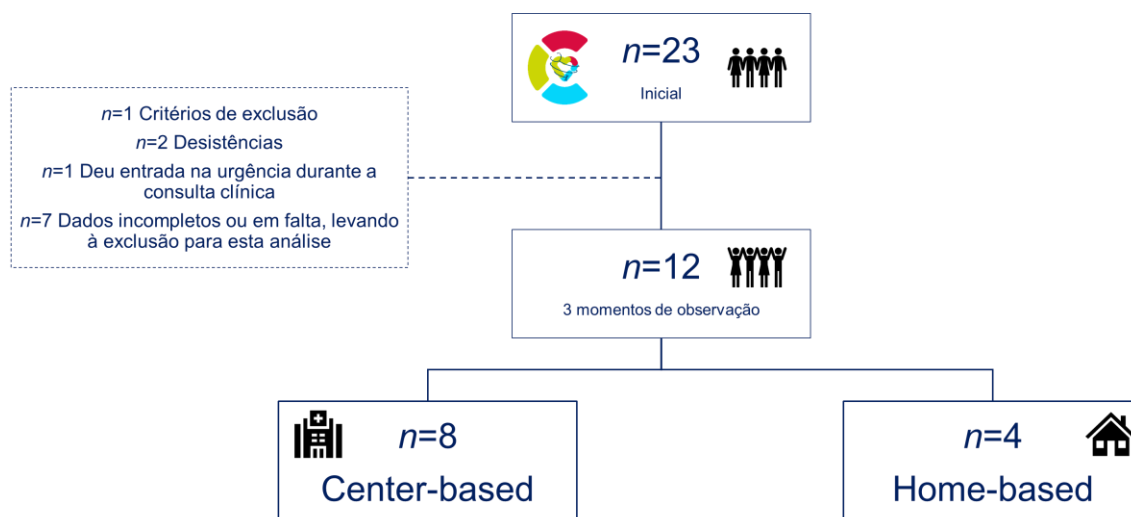 n=23
Inicial
n=1 Critérios de exclusão
n=2 Desistências
n=1 Deu entrada na urgência durante a
consulta clínica
n=7 Dados incompletos ou em falta, levando
à exclusão para esta análise
n=12
3 momentos de observação
n=8
Center-based
n=4
Home-based